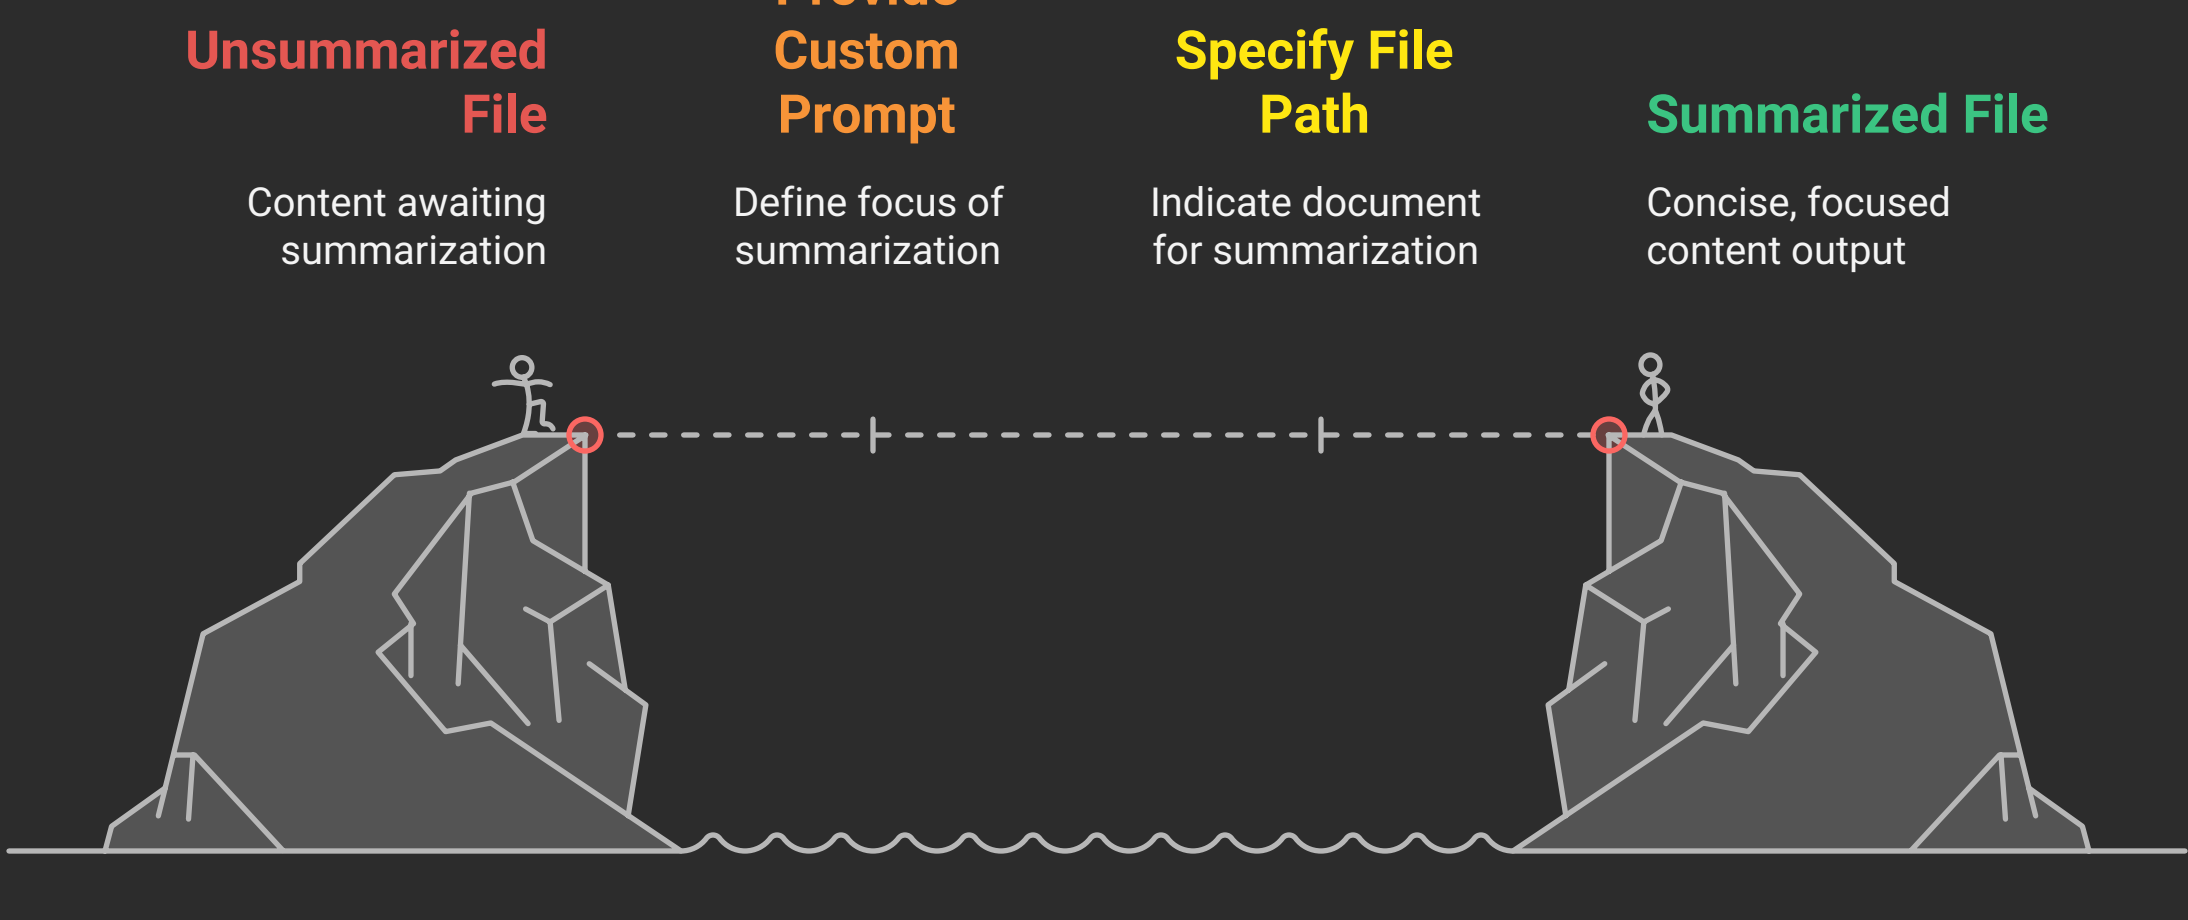 Unsummarized
File
Content awaiting
summarization
Custom
Prompt
Define focus of
summarization
Specify File
Path
Indicate document
for summarization
Summarized File
Concise, focused
content output